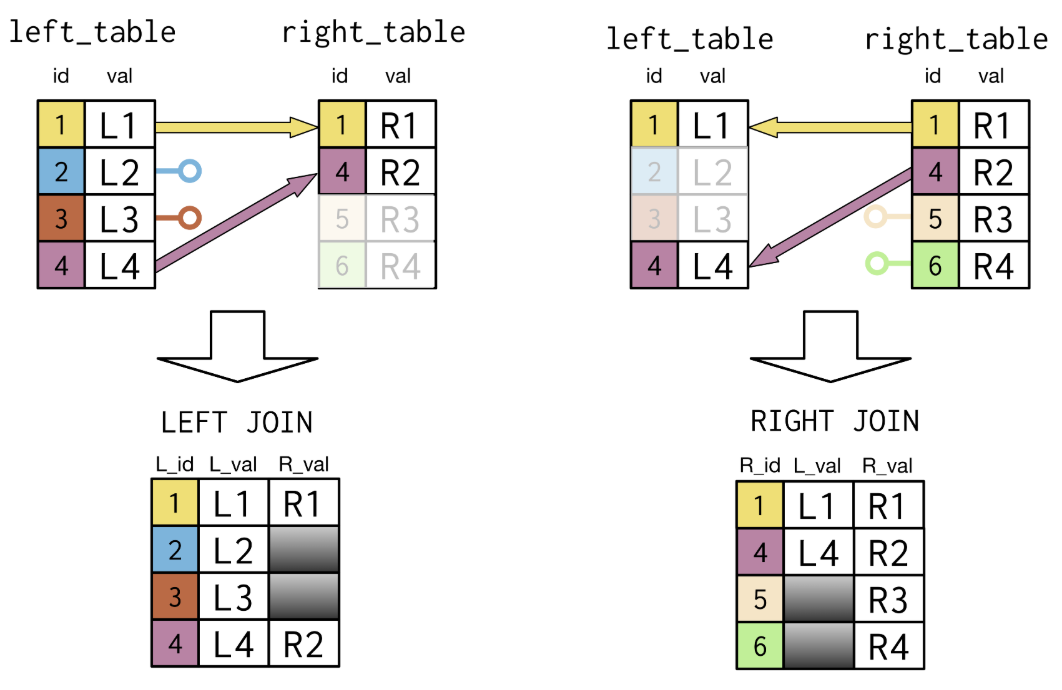 left_table right_table
id val id val
1 L1 1 R1
2 L2 4 R2
3 L3 5 R3
4 L4 6 R4
LEFT JOIN
L_id L_val R_val
1 L1 R1
2 L2
3 L3
4 L4 R2
left_table right_table
id val id val
1 L1 1 R1
2 L2 4 R2
3 L3 5 R3
4 L4 6 R4
RIGHT JOIN
R_id L_val R_val
1 L1 R1
4 L4 R2
5 R3
6 R4